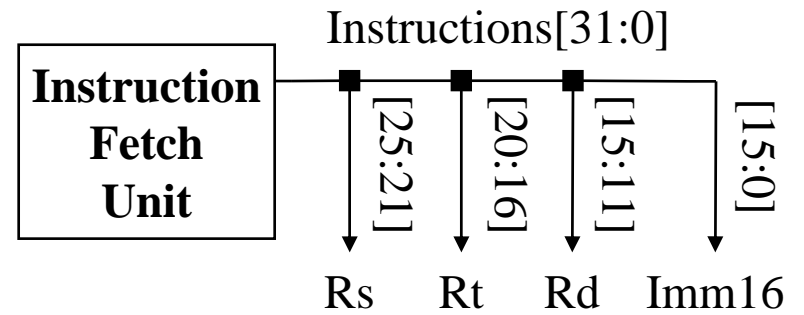 Instructions[31:0]
Instruction
Fetch
Unit
[25:21]
[20:16]
[15:11]
[15:0]
Rs
Rt
Rd
Imm16